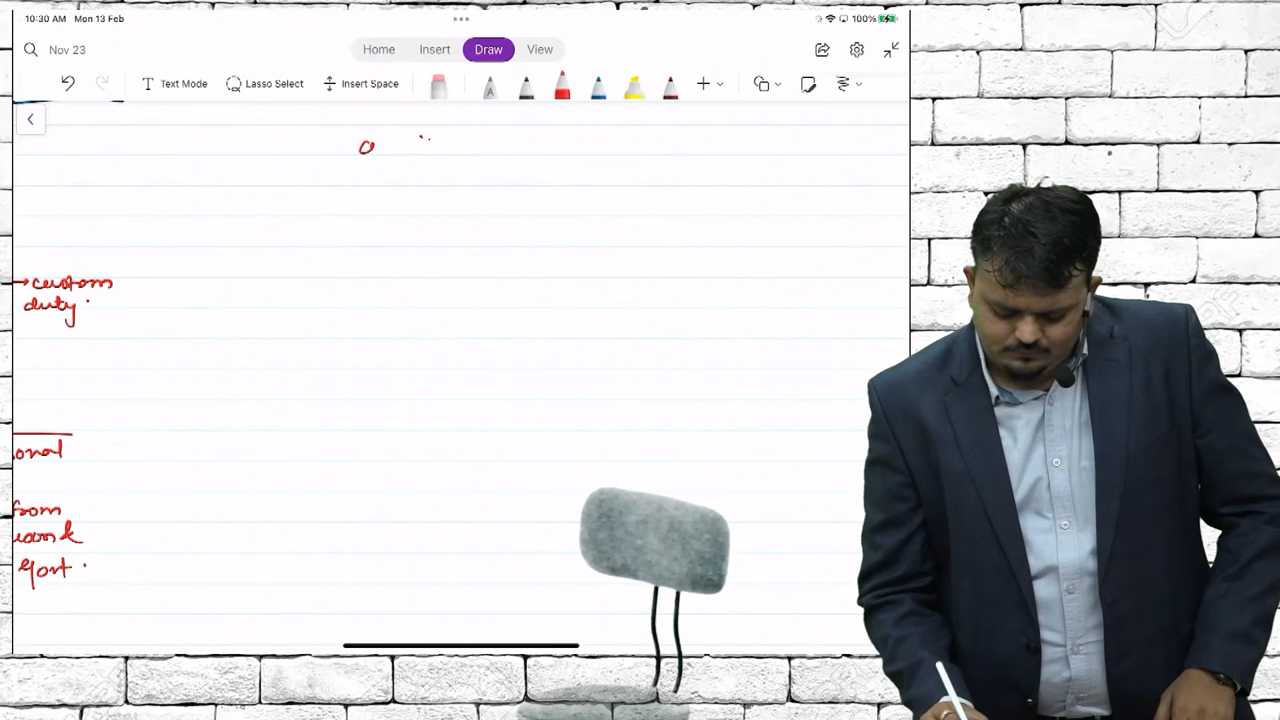 10:30 AM Mon 13 Feb
100%
Nov 23
Home Insert Draw View
Text Mode Lasso Select Insert Space
custom
duty
onal
from
work